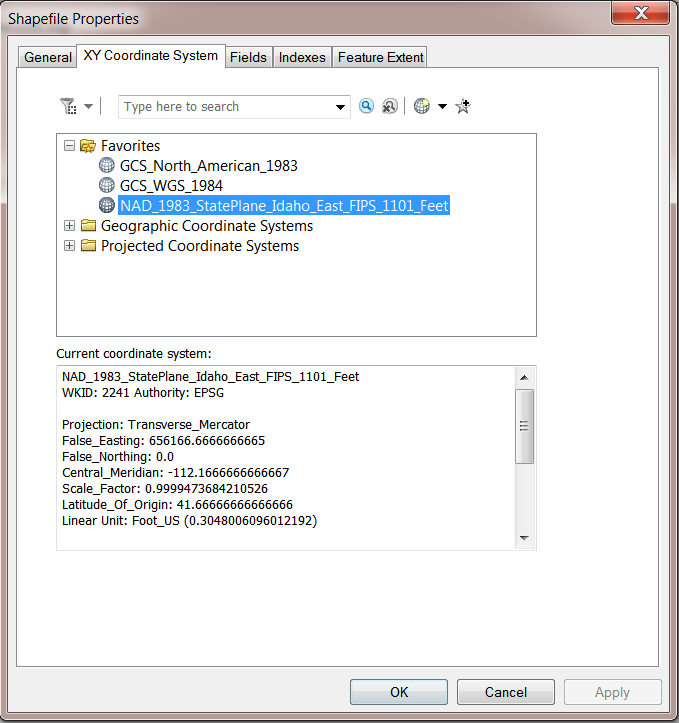 Shapefile Properties
General XY Coordinate System Fields Indexes Feature Extent
Type here to search
Favorites
GCS_North_American_1983
GCS_WGS_1984
NAD_1983_StatePlane_Idaho_East_FIPS_1101_Feet
Geographic Coordinate Systems
Projected Coordinate Systems
Current coordinate system:
NAD_1983_StatePlane_Idaho_East_FIPS_1101_Feet
WKID: 2241 Authority: EPSG
Projection: Transverse_Mercator
False_Easting: 656166.6666666665
False_Northing: 0.0
Central_Meridian: -112.1666666666667
Scale_Factor: 0.9999473684210526
Latitude_Of_Origin: 41.66666666666666
Linear Unit: Foot_US (0.3048006096012192)
OK Cancel Apply